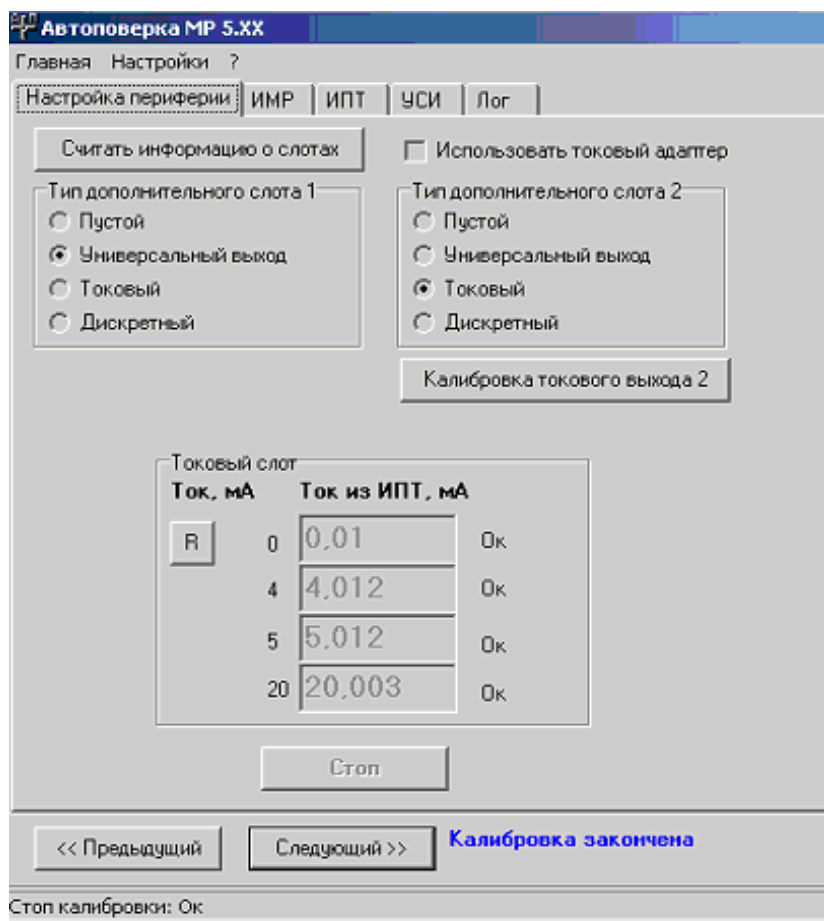 Автоповерка МР 5.XX
Главная Настройки ?
Настройка периферии ИМР ИПТ УСИ Лог
Считать информацию о слотах
Использовать токовый адаптер
Тип дополнительного слота 1
Пустой
Универсальный выход
Токовый
Дискретный
Тип дополнительного слота 2
Пустой
Универсальный выход
Токовый
Дискретный
Калибровка токового выхода 2
Токовый слот
Ток, мА Ток из ИПТ, мА
R 0 0,01 Ок
4 4,012 Ок
5 5,012 Ок
20 20,003 Ок
Стоп
<< Предыдущий Следующий >> Калибровка закончена
Стоп калибровки: Ок